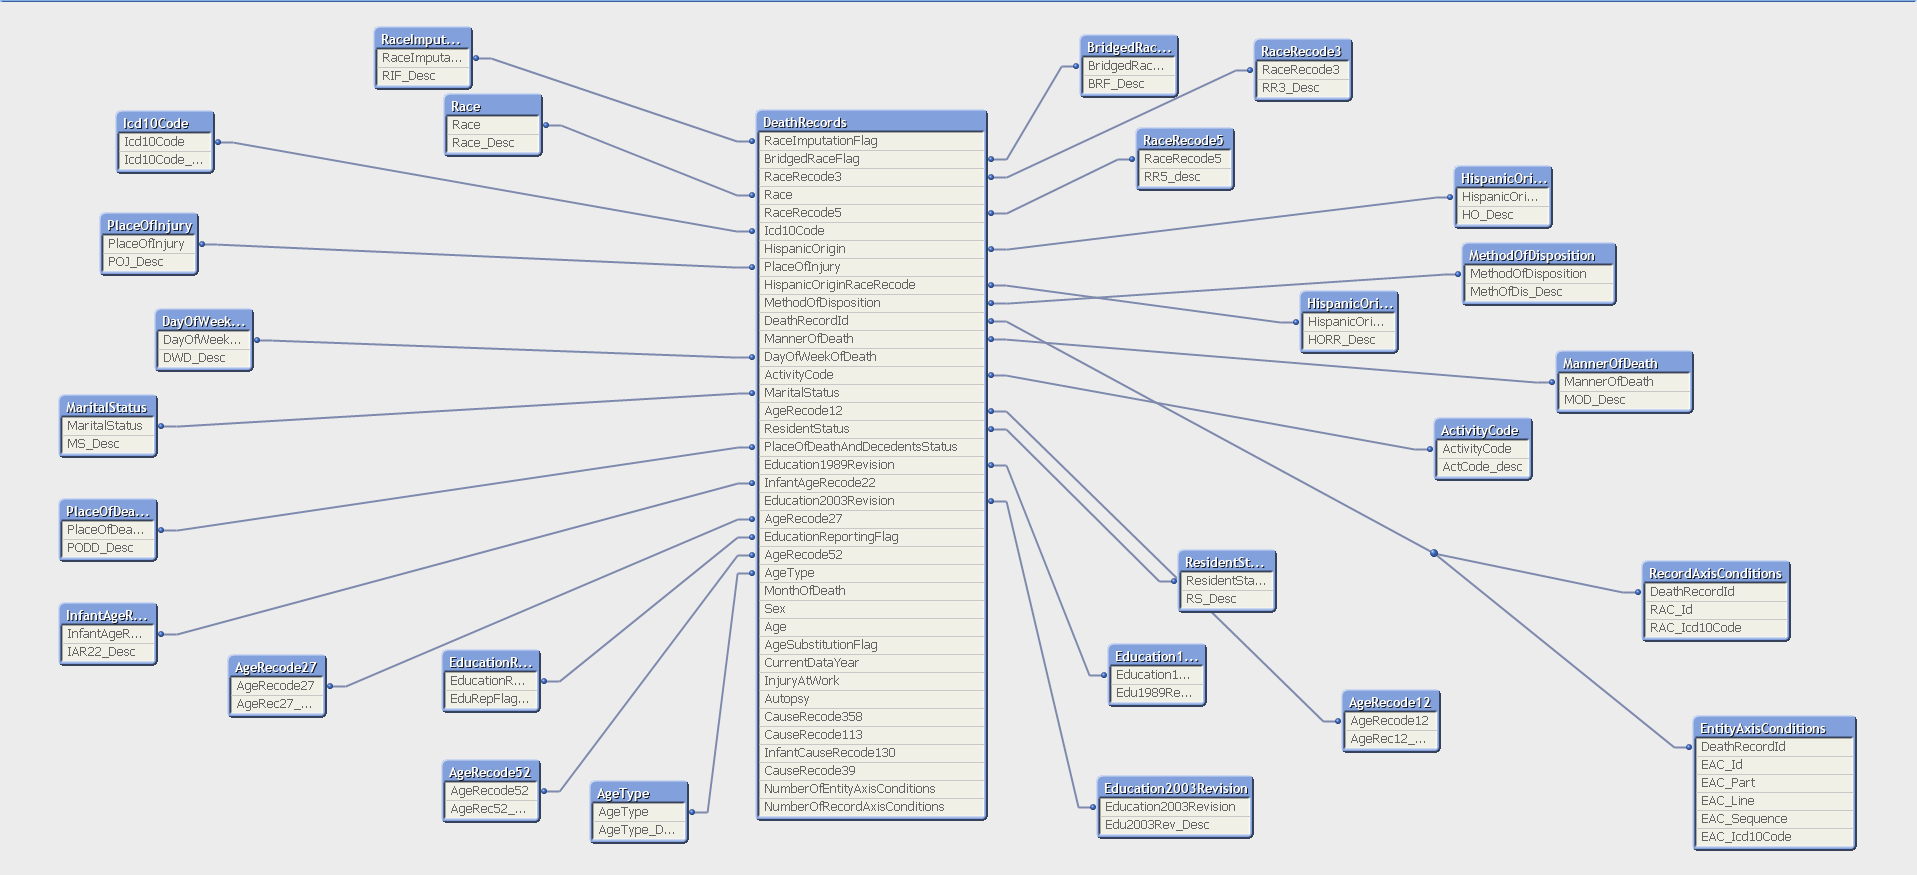 RaceImput...
RaceImputa...
RIF_Desc
Race
Race
Race_Desc
Icd10Code
Icd10Code
Icd10Code_...
PlaceOfInjury
PlaceOfInjury
POJ_Desc
DayOfWeek...
DayOfWeek...
DWD_Desc
MaritalStatus
MaritalStatus
MS_Desc
PlaceOfDea...
PlaceOfDea...
PODD_Desc
InfantAgeR...
InfantAgeR...
IAR22_Desc
AgeRecode27
AgeRecode27
AgeRec27_...
EducationR...
EducationR...
EduRepFlag...
AgeRecode52
AgeRecode52
AgeRec52_...
AgeType
AgeType
AgeType_D...
DeathRecords
RaceImputationFlag
BridgedRaceFlag
RaceRecode3
Race
RaceRecode5
Icd10Code
HispanicOrigin
PlaceOfInjury
HispanicOriginRaceRecode
MethodOfDisposition
DeathRecordId
MannerOfDeath
DayOfWeekOfDeath
ActivityCode
MaritalStatus
AgeRecode12
ResidentStatus
PlaceOfDeathAndDecedentsStatus
Education1989Revision
InfantAgeRecode22
Education2003Revision
AgeRecode27
EducationReportingFlag
AgeRecode52
AgeType
MonthOfDeath
Sex
Age
AgeSubstitutionFlag
CurrentDataYear
InjuryAtWork
Autopsy
CauseRecode358
CauseRecode113
InfantCauseRecode130
CauseRecode39
NumberOfEntityAxisConditions
NumberOfRecordAxisConditions
BridgedRac...
BridgedRac...
BRF_Desc
RaceRecode3
RaceRecode3
RR3_Desc
RaceRecode5
RaceRecode5
RR5_desc
HispanicOri...
HispanicOri...
HO_Desc
MethodOfDisposition
MethodOfDisposition
MethOfDis_Desc
HispanicOri...
HispanicOri...
HORR_Desc
MannerOfDeath
MannerOfDeath
MOD_Desc
ActivityCode
ActivityCode
ActCode_desc
ResidentSt...
ResidentSta...
RS_Desc
RecordAxisConditions
DeathRecordId
RAC_Id
RAC_Icd10Code
Education1...
Education1...
Edu1989Re...
AgeRecode12
AgeRecode12
AgeRec12_...
EntityAxisConditions
DeathRecordId
EAC_Id
EAC_Part
EAC_Line
EAC_Sequence
EAC_Icd10Code
Education2003Revision
Education2003Revision
Edu2003Rev_Desc